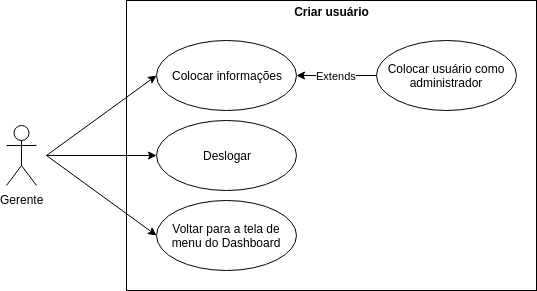 Criar usuário
Colocar informações
Extends
Colocar usuário como
administrador
Deslogar
Gerente
Voltar para a tela de
menu do Dashboard